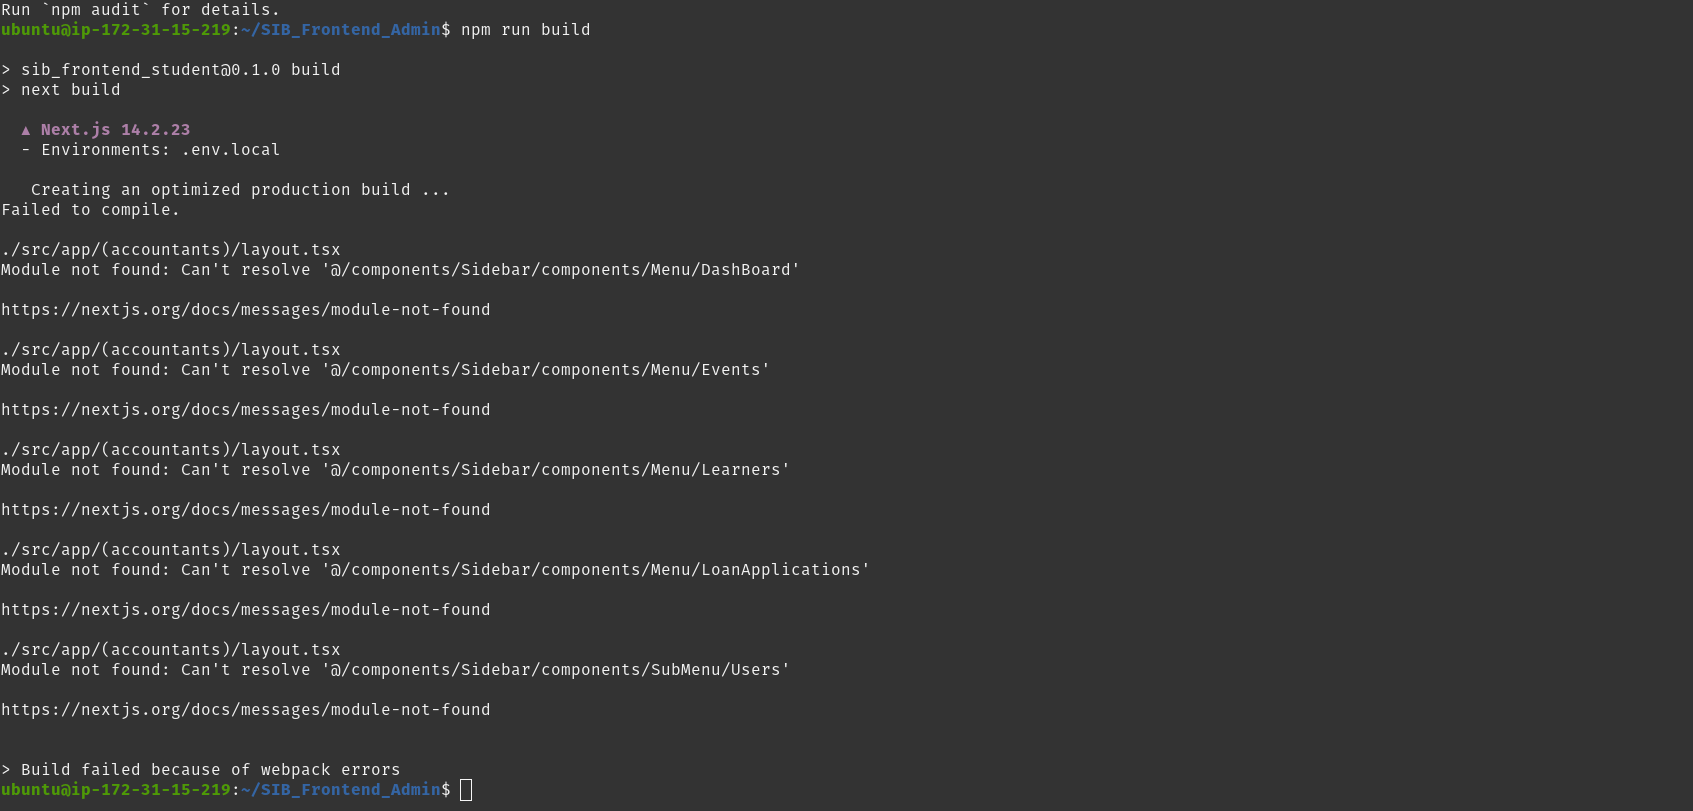 Run `npm audit` for details.
ubuntu@ip-172-31-15-219:~/SIB_Frontend_Admin$ npm run build
> sib_frontend_student@0.1.0 build
> next build
▲ Next.js 14.2.23
- Environments: .env.local
Creating an optimized production build ...
Failed to compile.
./src/app/(accountants)/layout.tsx
Module not found: Can't resolve '@/components/Sidebar/components/Menu/DashBoard'
https://nextjs.org/docs/messages/module-not-found
./src/app/(accountants)/layout.tsx
Module not found: Can't resolve '@/components/Sidebar/components/Menu/Events'
https://nextjs.org/docs/messages/module-not-found
./src/app/(accountants)/layout.tsx
Module not found: Can't resolve '@/components/Sidebar/components/Menu/Learners'
https://nextjs.org/docs/messages/module-not-found
./src/app/(accountants)/layout.tsx
Module not found: Can't resolve '@/components/Sidebar/components/Menu/LoanApplications'
https://nextjs.org/docs/messages/module-not-found
./src/app/(accountants)/layout.tsx
Module not found: Can't resolve '@/components/Sidebar/components/SubMenu/Users'
https://nextjs.org/docs/messages/module-not-found
> Build failed because of webpack errors
ubuntu@ip-172-31-15-219:~/SIB_Frontend_Admin$